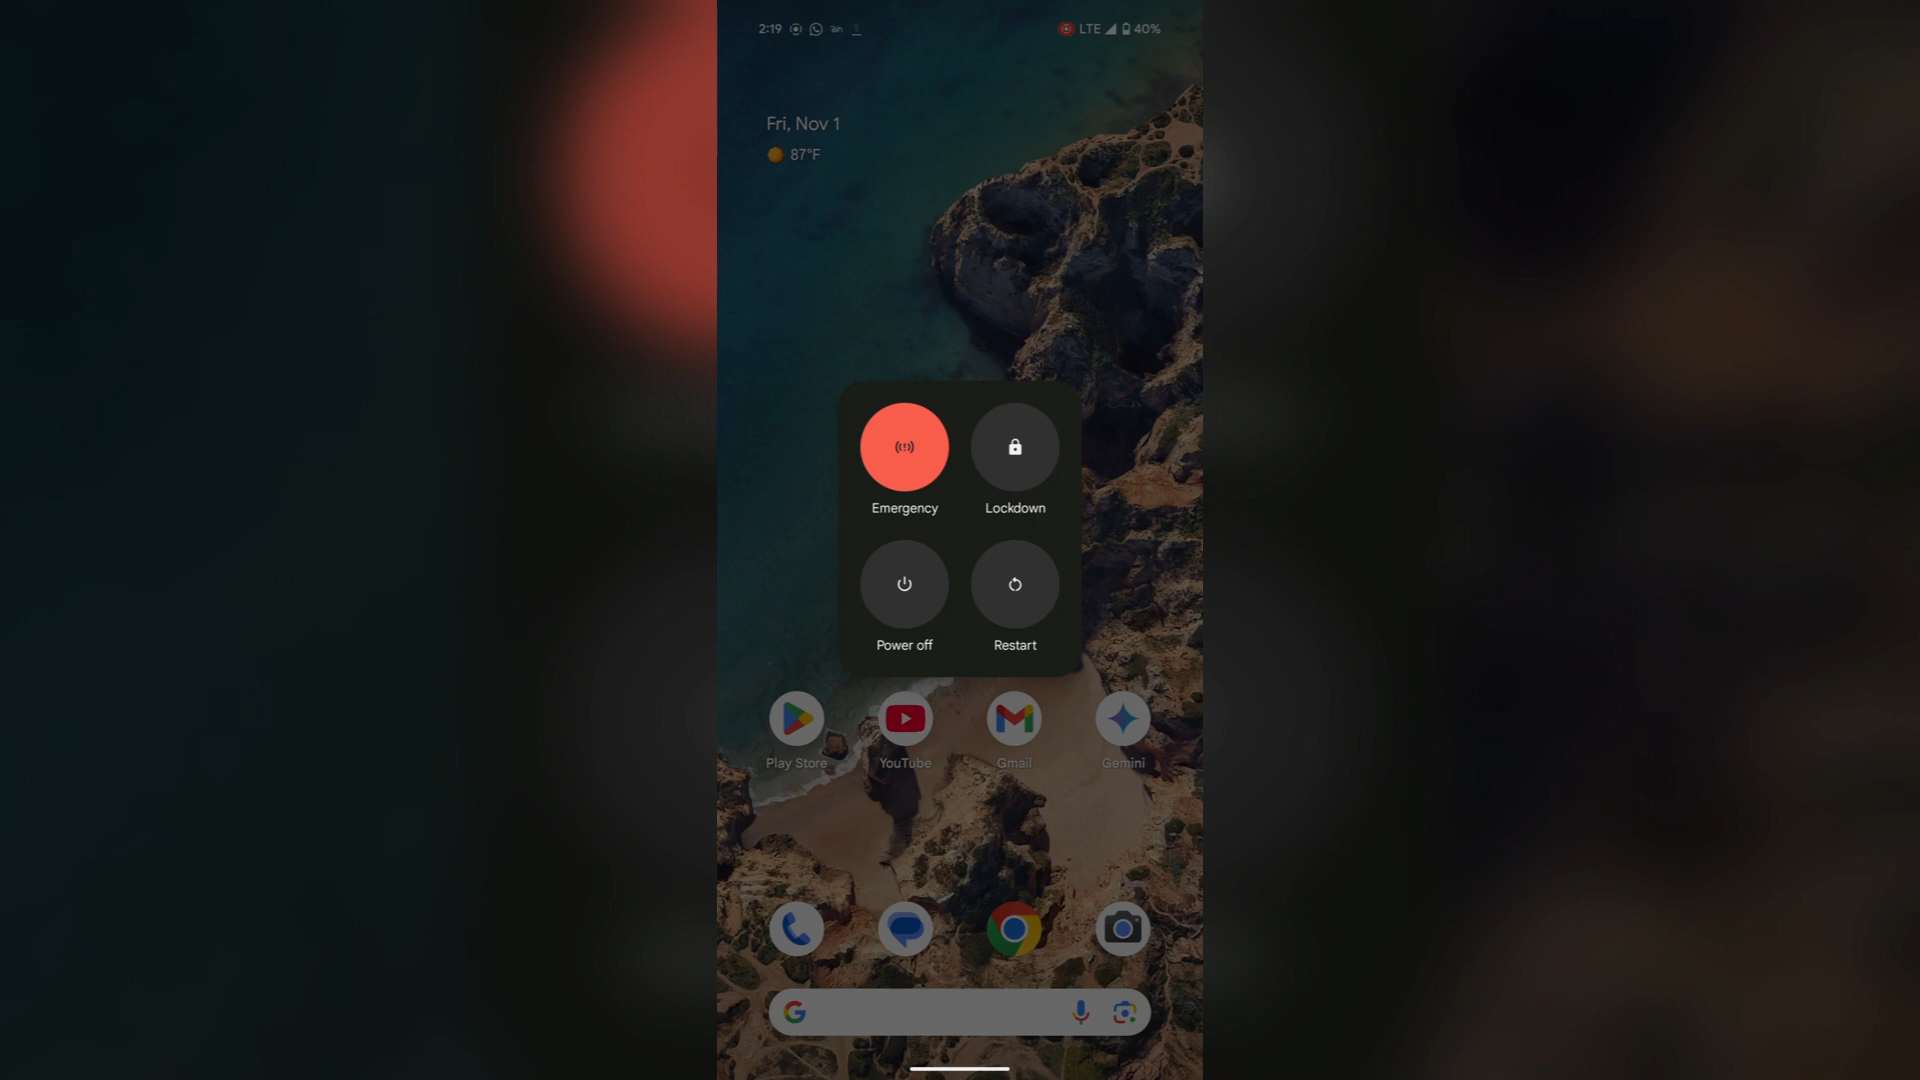 2:19
LTE 40%
Fri, Nov 1
87°F
Emergency Lockdown
Power off Restart
Play Store YouTube Gmail Gemini